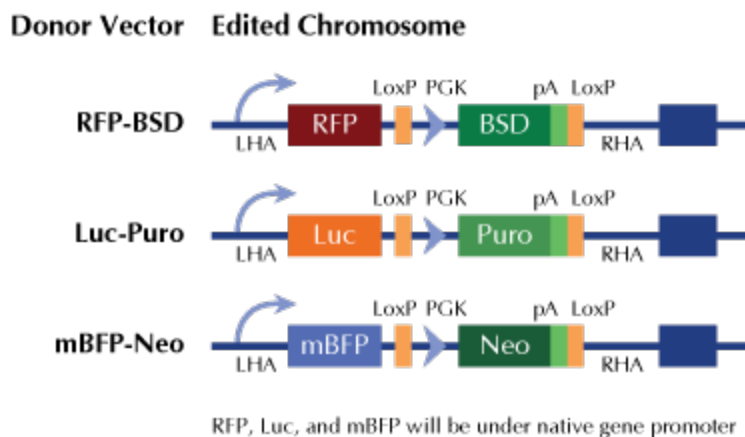 Donor Vector Edited Chromosome
LoxP PGK pA LoxP
RFP-BSD RFP BSD
LHA RHA
LoxP PGK pA LoxP
Luc-Puro Luc Puro
LHA RHA
LoxP PGK pA LoxP
mBFP-Neo mBFP Neo
LHA RHA
RFP, Luc, and mBFP will be under native gene promoter